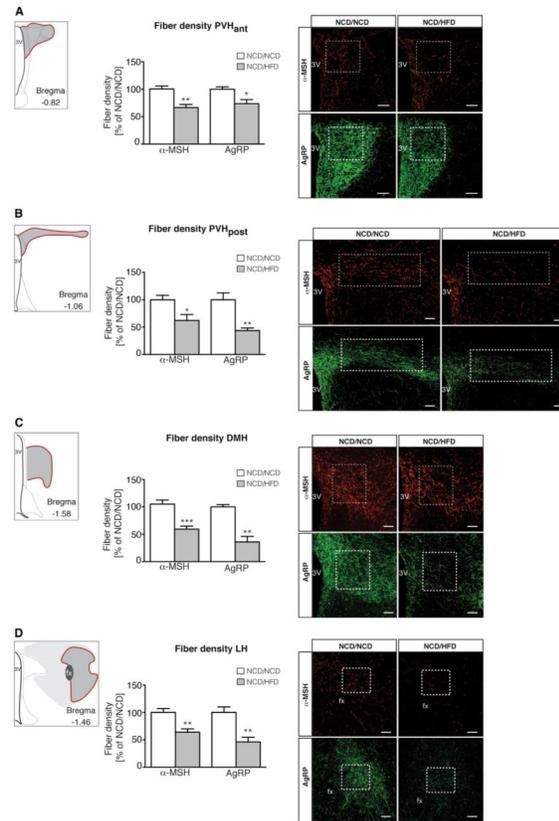 A
3V
Bregma
-0.82
Fiber density PVHant
NCD/NCD
NCD/HFD
Fiber density
[% of NCD/NCD]
150
100
50
0
**
*
α-MSH
AgRP
NCD/NCD
NCD/HFD
α-MSH
3V
3V
AgRP
3V
3V
B
3V
Bregma
-1.06
Fiber density PVHpost
NCD/NCD
NCD/HFD
Fiber density
[% of NCD/NCD]
150
100
50
0
*
**
α-MSH
AgRP
NCD/NCD
NCD/HFD
α-MSH
3V
3V
AgRP
3V
3V
C
3V
Bregma
-1.58
Fiber density DMH
NCD/NCD
NCD/HFD
Fiber density
[% of NCD/NCD]
150
100
50
0
***
**
α-MSH
AgRP
NCD/NCD
NCD/HFD
α-MSH
AgRP
3V
3V
D
3V
fx
Bregma
-1.46
Fiber density LH
NCD/NCD
NCD/HFD
Fiber density
[% of NCD/NCD]
150
100
50
0
**
**
α-MSH
AgRP
NCD/NCD
NCD/HFD
α-MSH
fx
fx
AgRP
fx
fx